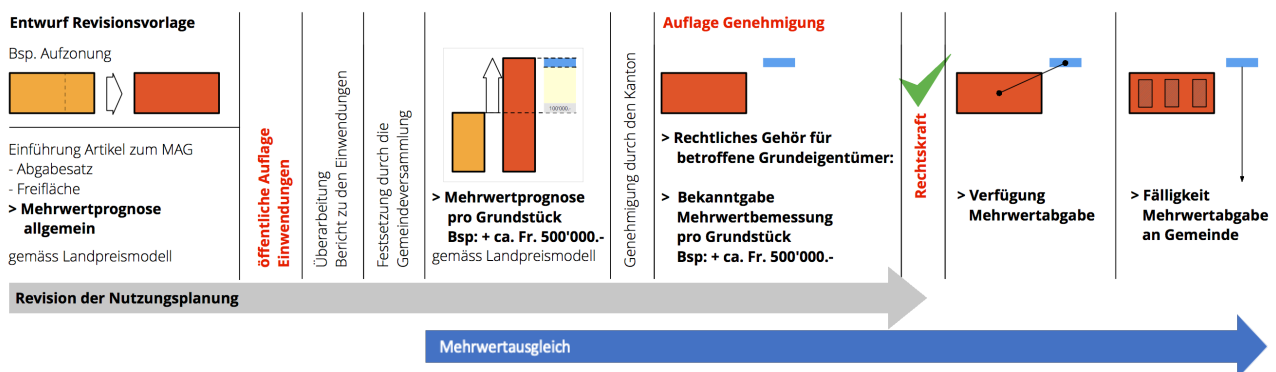 Entwurf Revisionsvorlage
Bsp. Aufzonung
Einführung Artikel zum MAG
- Abgabesatz
- Freifläche
> Mehrwertprognose
allgemein
gemäss Landpreismodell
öffentliche Auflage
Einwendungen
Überarbeitung
Bericht zu den Einwendungen
Festsetzung durch die
Gemeindeversammlung
100'000.-
> Mehrwertprognose
pro Grundstück
Bsp: + ca. Fr. 500'000.-
gemäss Landpreismodell
Genehmigung durch den Kanton
Auflage Genehmigung
> Rechtliches Gehör für
betroffene Grundeigentümer:
> Bekanntgabe
Mehrwertbemessung
pro Grundstück
Bsp: + ca. Fr. 500'000.-
Rechtskraft
> Verfügung
Mehrwertabgabe
> Fälligkeit
Mehrwertabgabe
an Gemeinde
Revision der Nutzungsplanung
Mehrwertausgleich